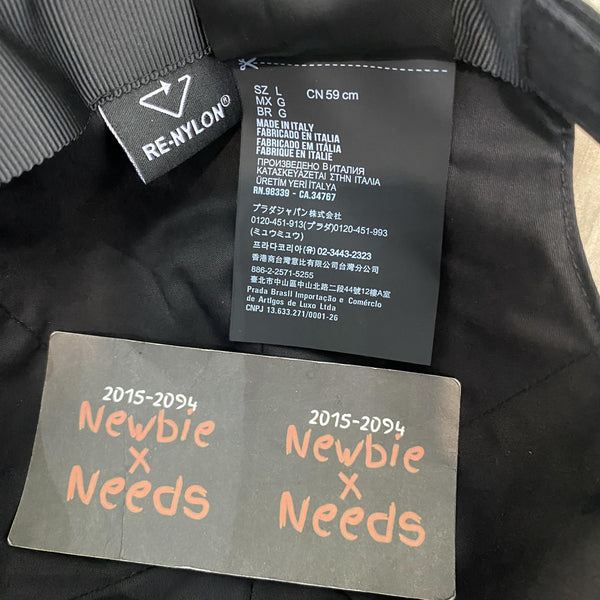 RE-NYLON®
SZ L CN 59 cm
MX G
BR G
MADE IN ITALY
FABRICADO EN ITALIA
FABRICADO EM ITÁLIA
FABRIQUE EN ITALIE
ПРОИЗВЕДЕНО В ИТАЛИЯ
ΚΑΤΑΣΚΕΥΑΖΕΤΑΙ ΣΤΗΝ ΙΤΑΛΙΑ
ÜRETİM YERİ İTALYA
RN.98339 - CA.34767
プラダジャパン株式会社
0120-451-913(プラダ)0120-451-993
(ミュウミュウ)
프라다코리아(유) 02-3443-2323
香港商台灣意比有限公司台灣分公司
886-2-2571-5255
臺北市中山區中山北路二段44號16樓
Prada Brasil Importação e Comércio
de Artigos de Luxo Ltda
CNPJ 13.633.271/0001-26
2015-2094
Newbie
x
Needs
2015-2094
Newbie
x
Needs